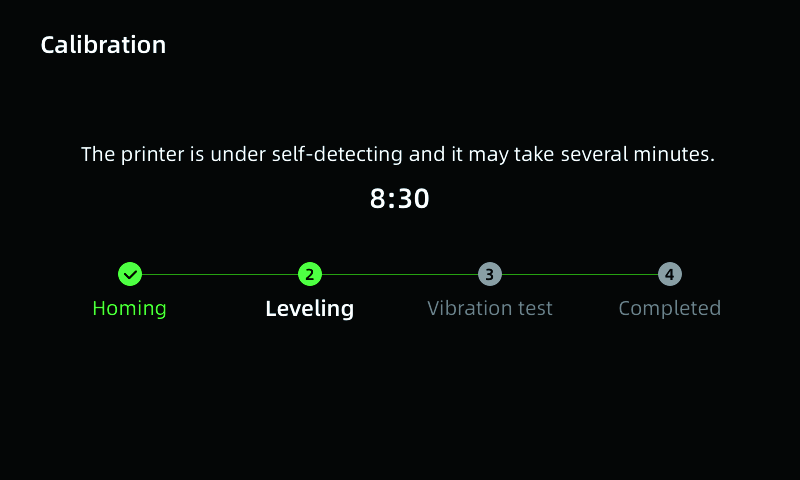 Calibration
The printer is under self-detecting and it may take several minutes.
8:30
2 3 4
Homing Leveling Vibration test Completed